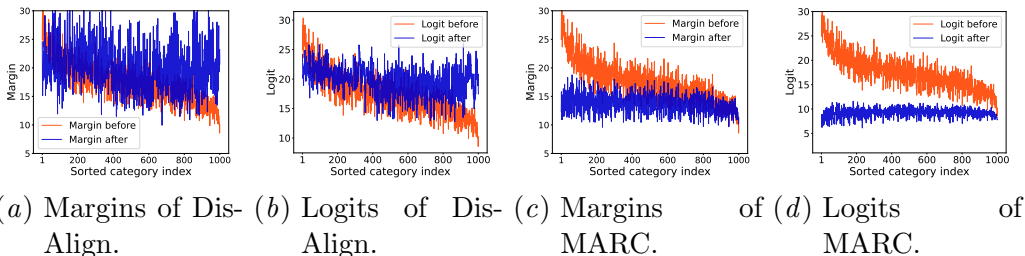 30
25
20
15
10
5
Margin
Margin before
Margin after
1 200 400 600 800 1000
Sorted category index
30
25
20
15
10
Logit
Logit before
Logit after
1 200 400 600 800 1000
Sorted category index
30
25
20
15
10
5
Margin
Margin before
Margin after
1 200 400 600 800 1000
Sorted category index
30
25
20
15
10
5
Logit
Logit before
Logit after
1 200 400 600 800 1000
Sorted category index
a) Margins of Dis-
Align.
(b) Logits of Dis-
Align.
(c) Margins of
MARC.
(d) Logits of
MARC.